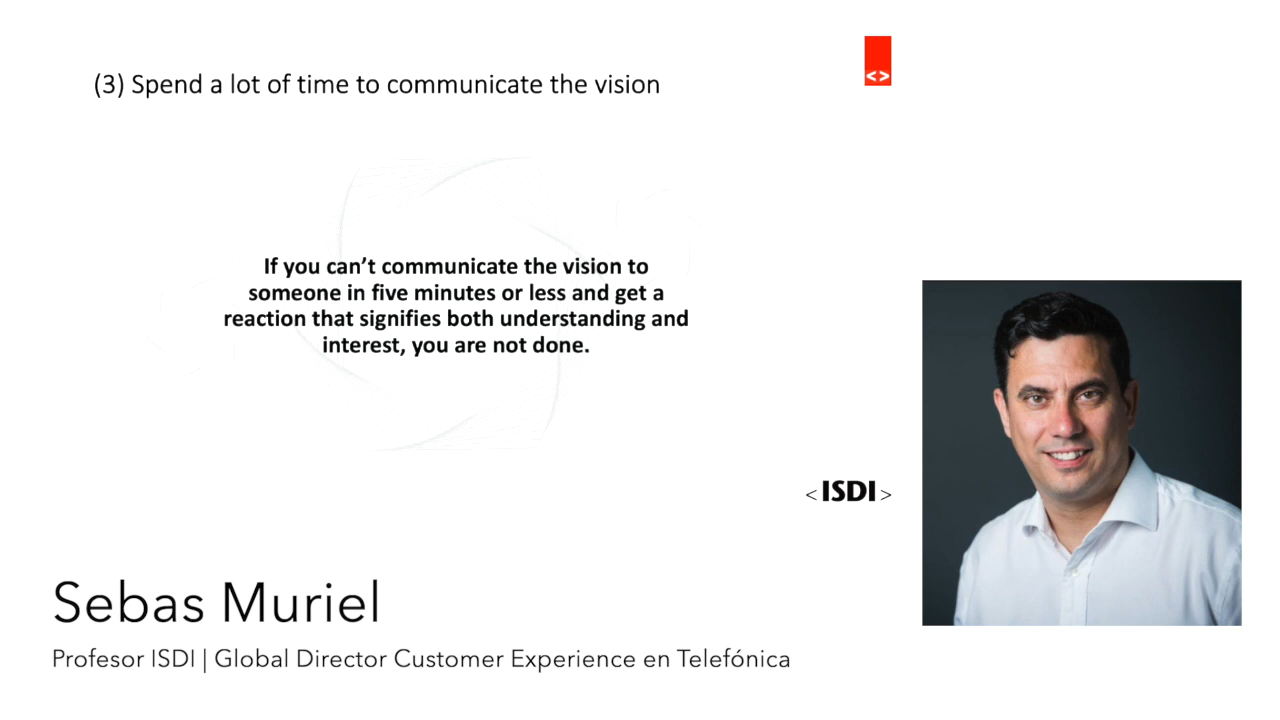 (3) Spend a lot of time to communicate the vision
<>
If you can’t communicate the vision to
someone in five minutes or less and get a
reaction that signifies both understanding and
interest, you are not done.
<ISDI>
Sebas Muriel
Profesor ISDI | Global Director Customer Experience en Telefónica